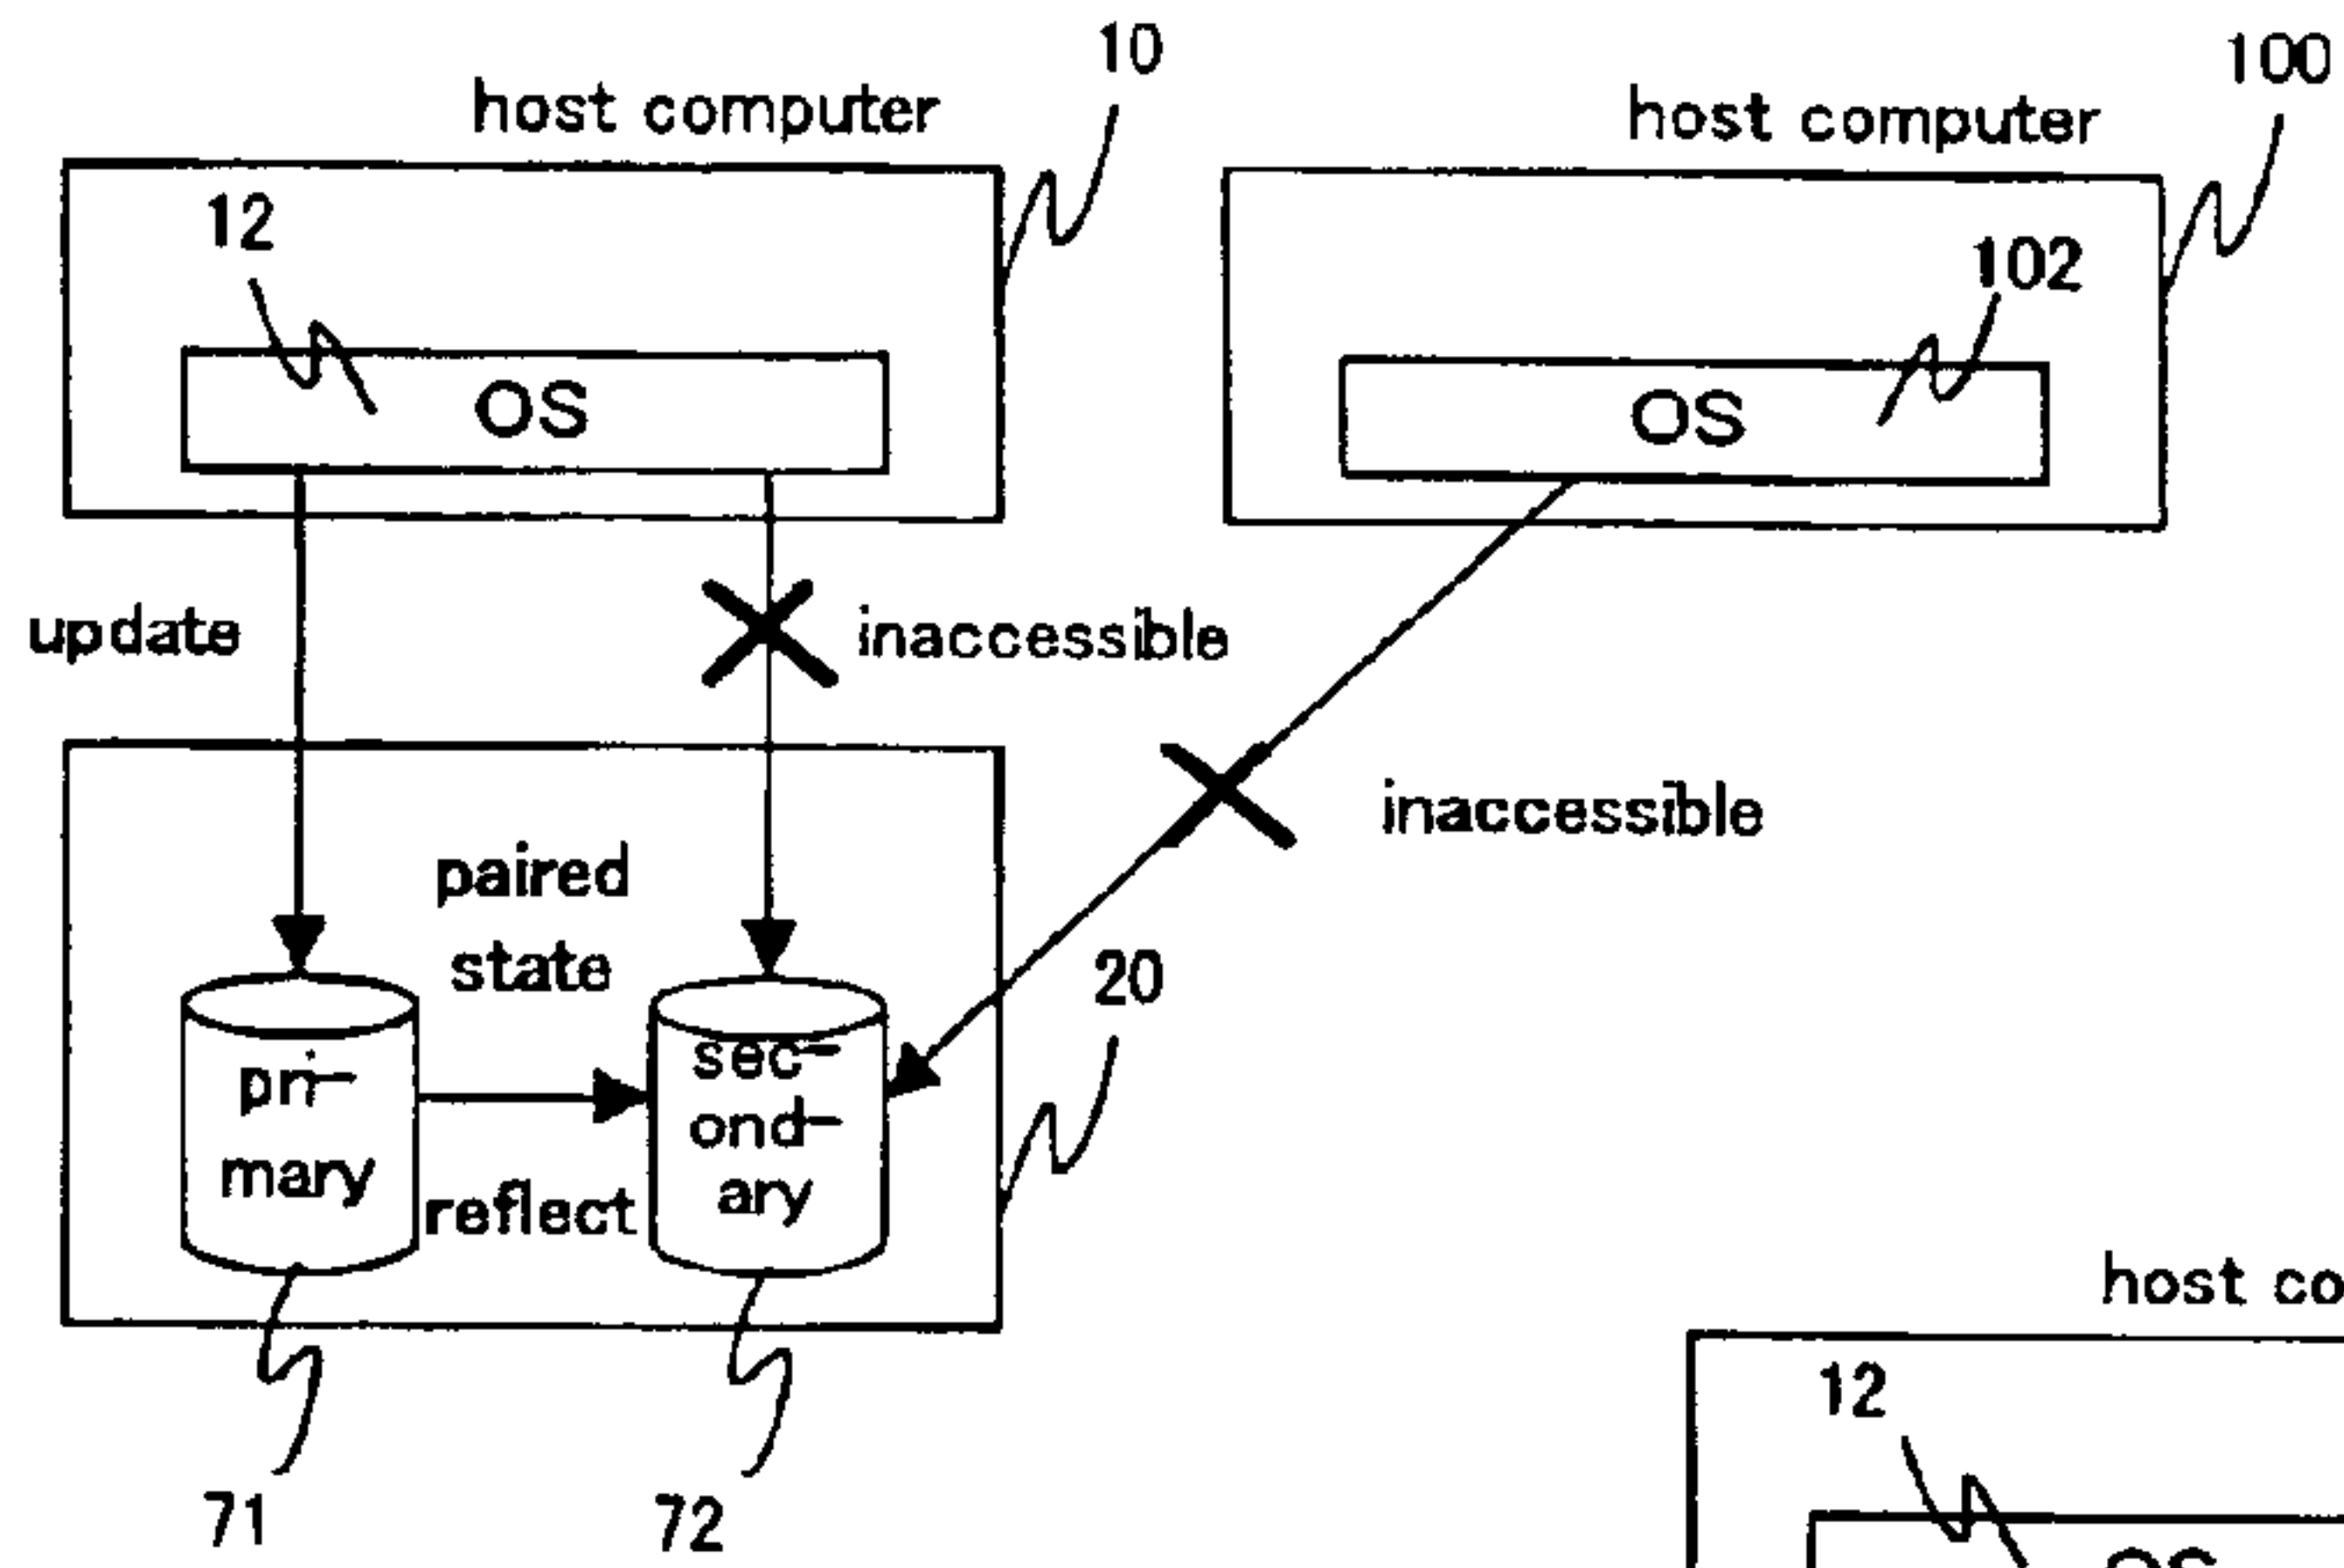 10
100
host computer
host computer
12
102
OS
OS
update
inaccessible
inaccessible
paired
state
20
pri-
mary
sec-
ond-
ary
reflect
71
72
host co
12
OS